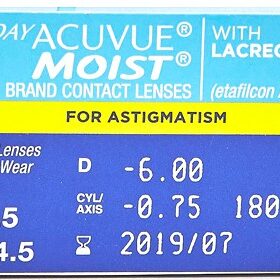 DAY ACUVUE® WITH
MOIST® LACREO
BRAND CONTACT LENSES (etafilcon
FOR ASTIGMATISM
Lenses D -6.00
Wear
CYL/ AXIS -0.75 180
.5
4.5 2019/07